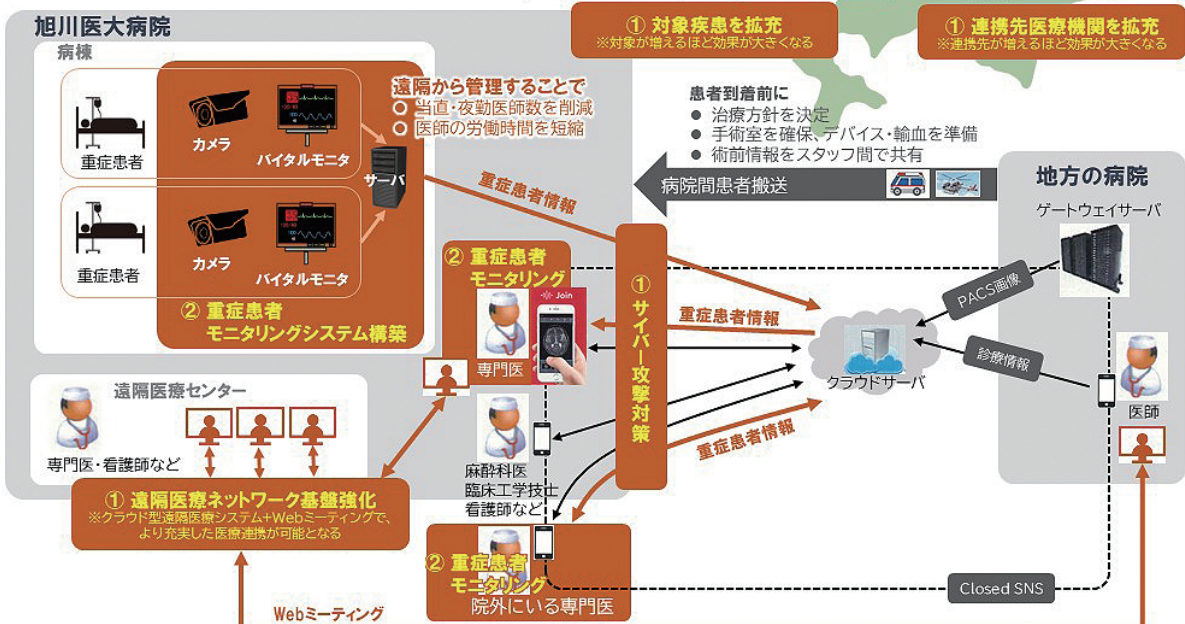 旭川医大病院
病棟
重症患者
カメラ
バイタルモニタ
サーバ
重症患者
カメラ
バイタルモニタ
② 重症患者
モニタリングシステム構築
遠隔から管理することで
○ 当直・夜勤医師数を削減
○ 医師の労働時間を短縮
① 対象疾患を拡充
※対象が増えるほど効果が大きくなる
① 連携先医療機関を拡充
※連携先が増えるほど効果が大きくなる
患者到着前に
● 治療方針を決定
● 手術室を確保、デバイス・輸血を準備
● 術前情報をスタッフ間で共有
病院間患者搬送
地方の病院
ゲートウェイサーバ
PACS画像
診療情報
医師
クラウドサーバ
重症患者情報
重症患者情報
重症患者情報
① サイバー攻撃対策
② 重症患者
モニタリング
Join
専門医
麻酔科医
臨床工学技士
看護師など
② 重症患者
モニタリング
院外にいる専門医
遠隔医療センター
専門医・看護師など
① 遠隔医療ネットワーク基盤強化
※クラウド型遠隔医療システム+Webミーティングで、
より充実した医療連携が可能となる
Webミーティング
Closed SNS